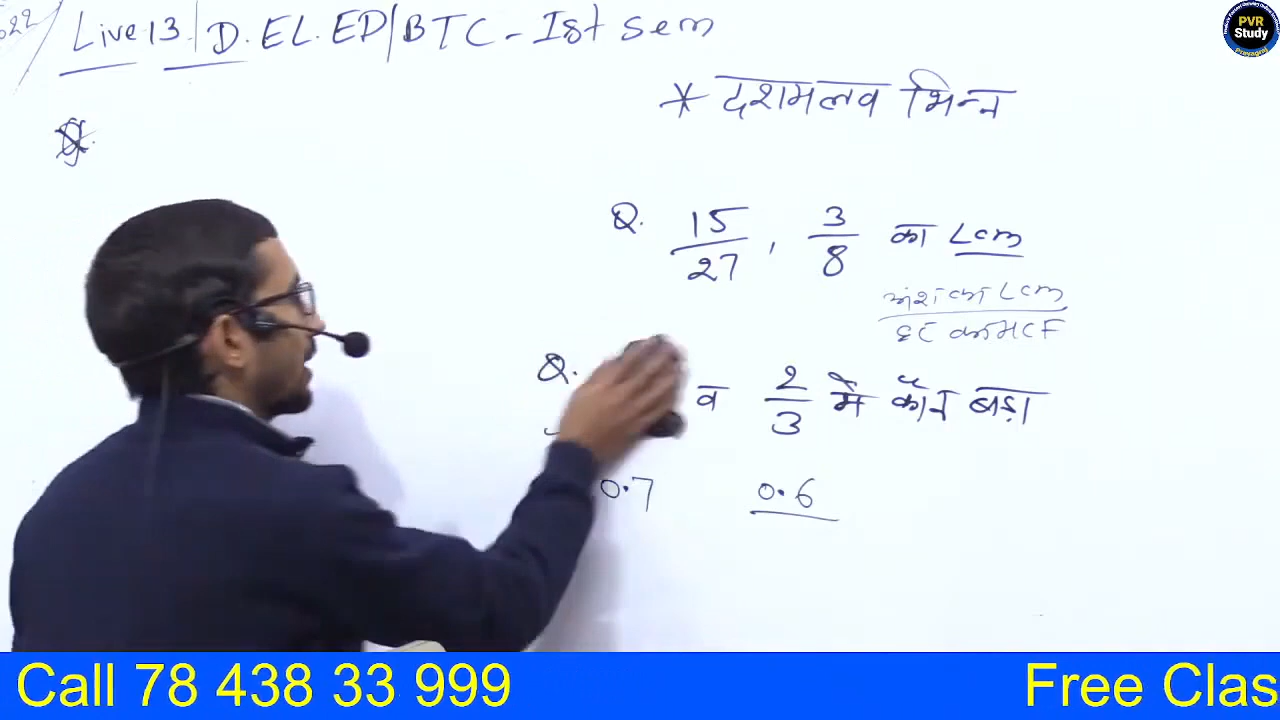 Live 13 / D. EL. ED / BTC - Ist Sem
* दशमलव भिन्न
Q. 15/27 , 3/8 का Lcm
अंश का Lcm
हर का HCF
Q. व 2/3 मे कौन बड़ा
0.7 0.6
PVR
Study
Prayagraj
Call 78 438 33 999 Free Clas